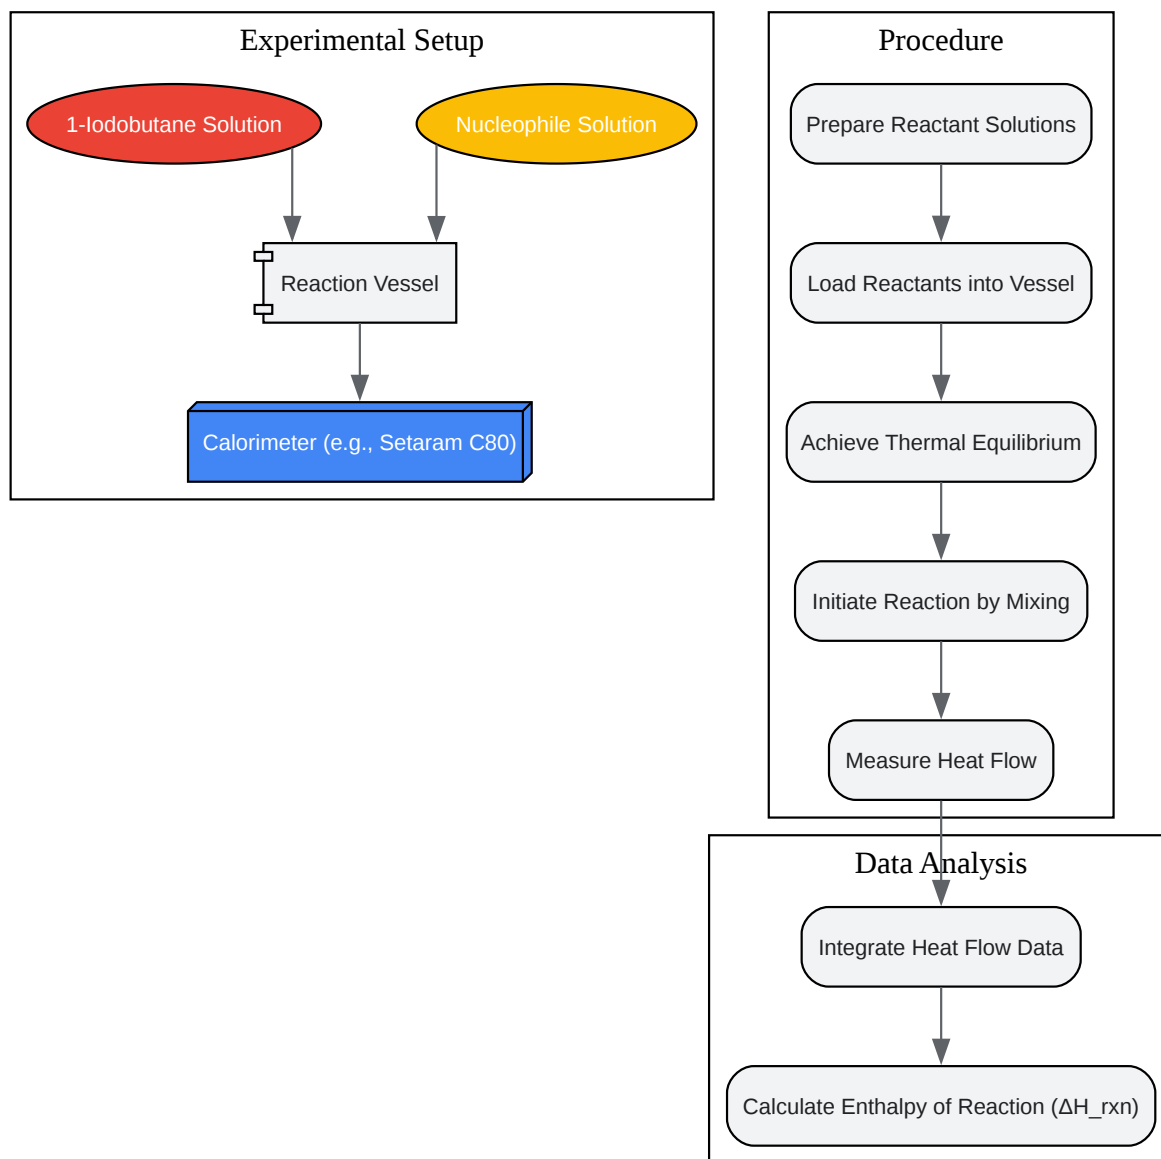 Experimental Setup
1-Iodobutane Solution
Nucleophile Solution
Reaction Vessel
Calorimeter (e.g., Setaram C80)
Procedure
Prepare Reactant Solutions
Load Reactants into Vessel
Achieve Thermal Equilibrium
Initiate Reaction by Mixing
Measure Heat Flow
Data Analysis
Integrate Heat Flow Data
Calculate Enthalpy of Reaction (ΔH_rxn)